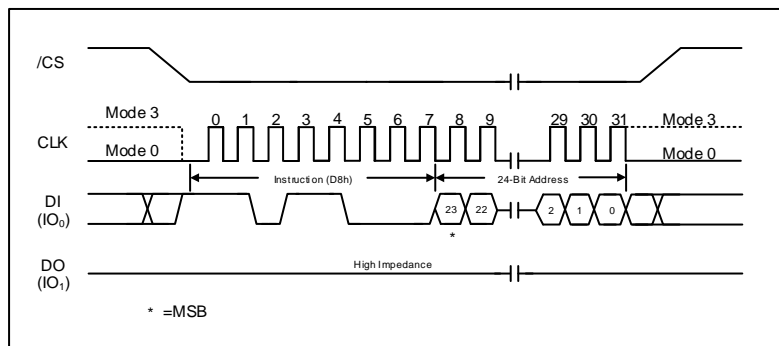 /CS
Mode 3
0 1 2 3 4 5 6 7 8 9 29 30 31
Mode 3
CLK
Mode 0
Mode 0
Instruction (D8h)
24-Bit Address
DI
(IO₀)
23 22 2 1 0
*
DO
(IO₁)
High Impedance
* =MSB